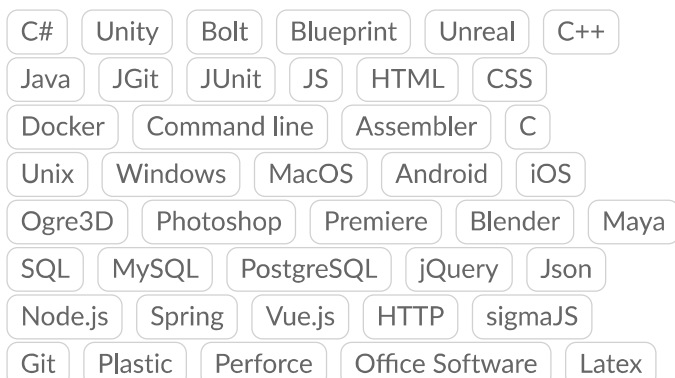 C# Unity Bolt Blueprint Unreal C++
Java JGit JUnit JS HTML CSS
Docker Command line Assembler C
Unix Windows MacOS Android iOS
Ogre3D Photoshop Premiere Blender Maya
SQL MySQL PostgreSQL jQuery Json
Node.js Spring Vue.js HTTP sigmaJS
Git Plastic Perforce Office Software Latex